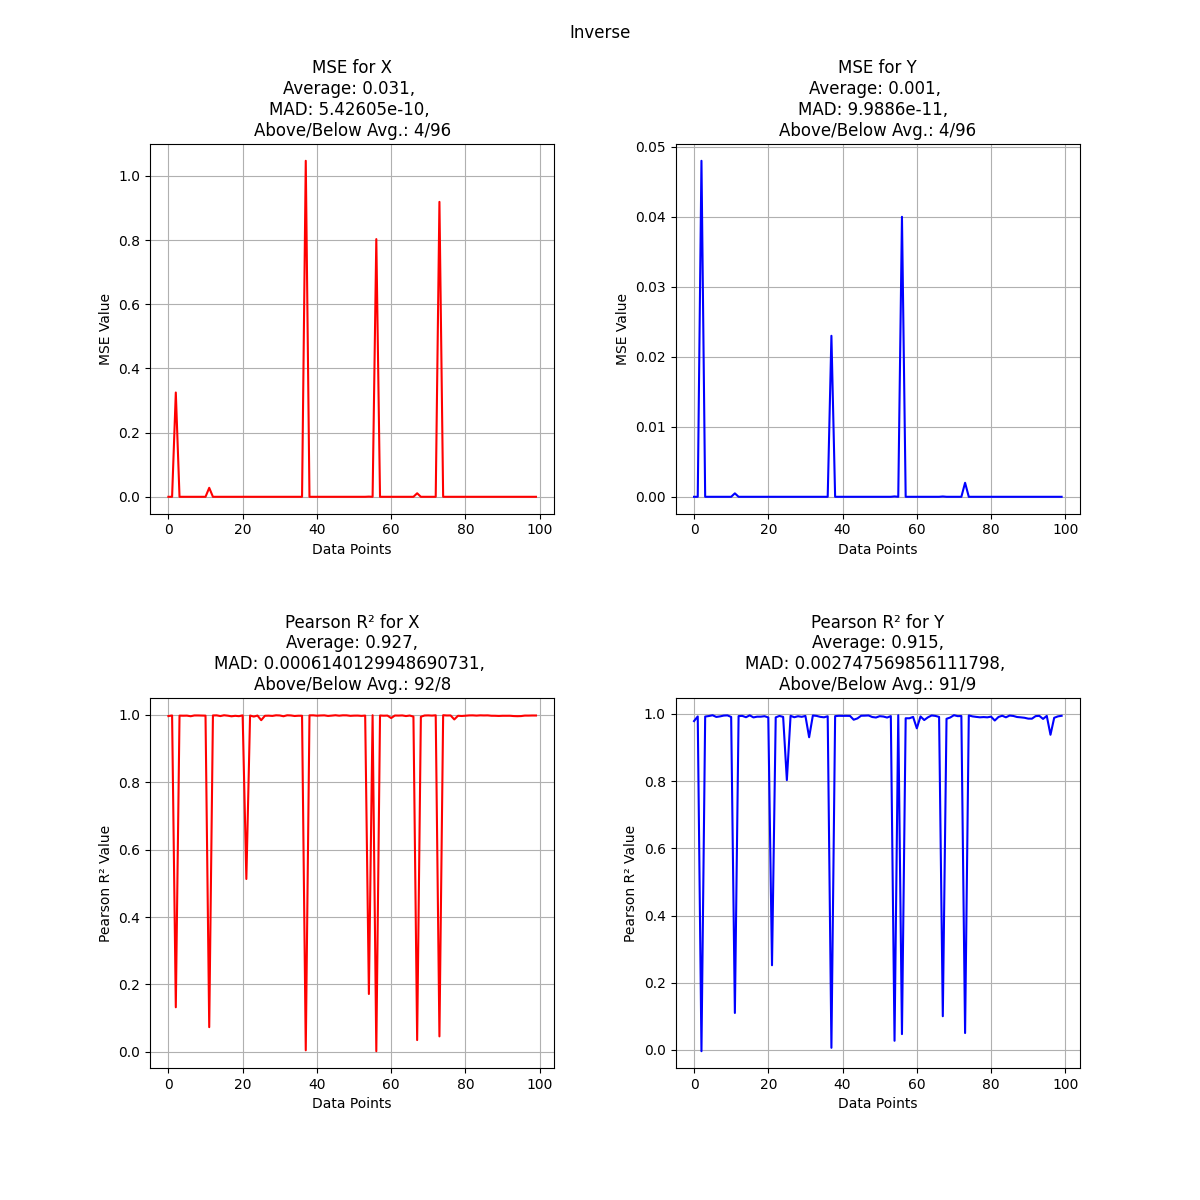 Inverse
MSE for X
Average: 0.031,
MAD: 5.42605e-10,
Above/Below Avg.: 4/96
MSE Value
1.0
0.8
0.6
0.4
0.2
0.0
0 20 40 60 80 100
Data Points
MSE for Y
Average: 0.001,
MAD: 9.9886e-11,
Above/Below Avg.: 4/96
MSE Value
0.05
0.04
0.03
0.02
0.01
0.00
0 20 40 60 80 100
Data Points
Pearson R² for X
Average: 0.927,
MAD: 0.0006140129948690731,
Above/Below Avg.: 92/8
Pearson R² Value
1.0
0.8
0.6
0.4
0.2
0.0
0 20 40 60 80 100
Data Points
Pearson R² for Y
Average: 0.915,
MAD: 0.002747569856111798,
Above/Below Avg.: 91/9
Pearson R² Value
1.0
0.8
0.6
0.4
0.2
0.0
0 20 40 60 80 100
Data Points